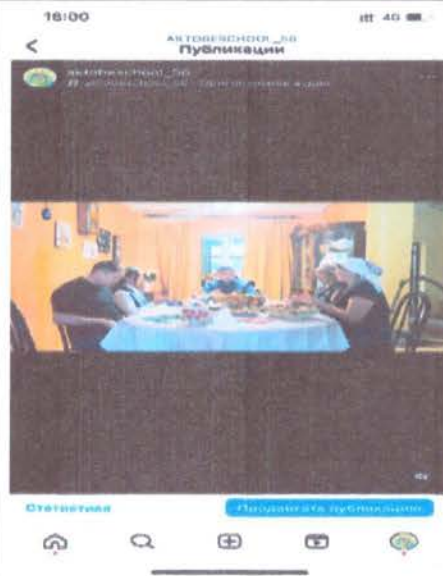 16:00 4G
AKTOBESCHOOL_56
Публикации
aktobeschool_56
Статистика Продвигать публикацию